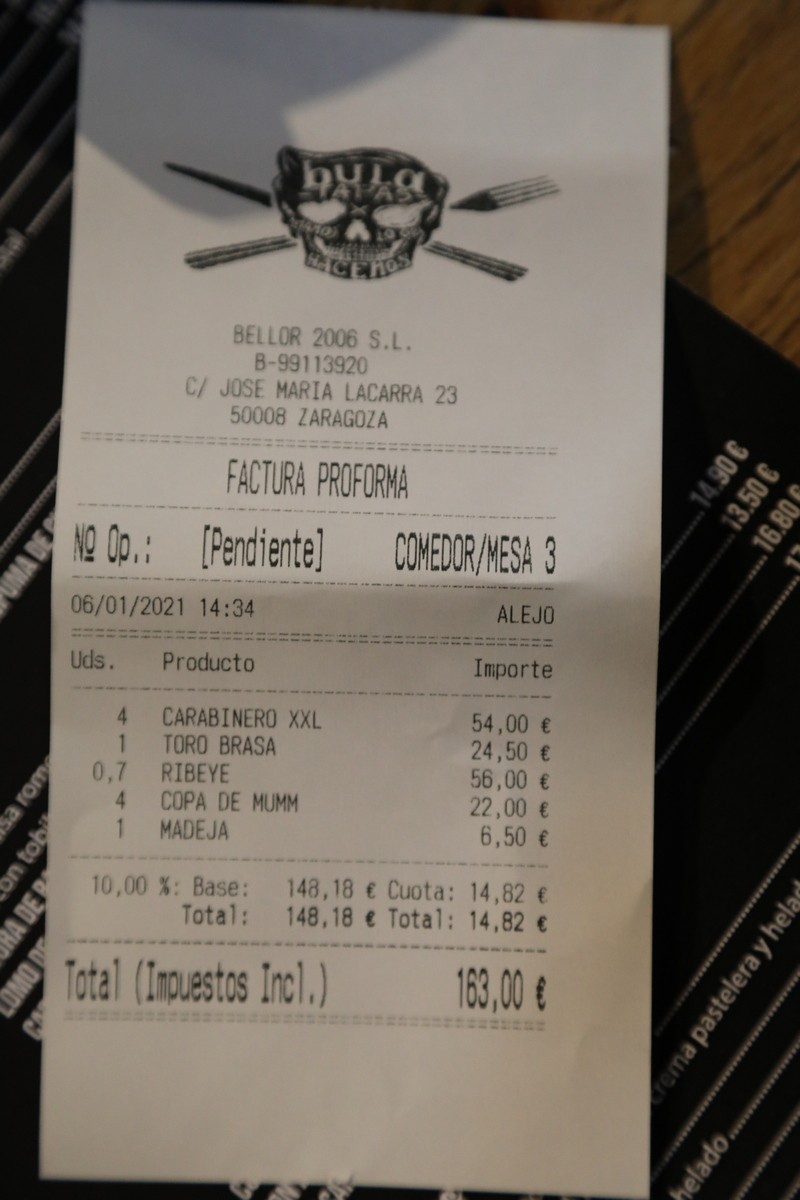 bula
TAPAS
HACEMOS
BELLOR 2006 S.L.
B-99113920
C/ JOSE MARIA LACARRA 23
50008 ZARAGOZA
FACTURA PROFORMA
Nº Op.: [Pendiente] COMEDOR/MESA 3
06/01/2021 14:34 ALEJO
Uds. Producto Importe
4 CARABINERO XXL 54,00 €
1 TORO BRASA 24,50 €
0,7 RIBEYE 56,00 €
4 COPA DE MUMM 22,00 €
1 MADEJA 6,50 €
10,00 %: Base: 148,18 € Cuota: 14,82 €
Total: 148,18 € Total: 14,82 €
Total (Impuestos Incl.) 163,00 €
14.90 €
13.50 €
16.80
crema pastelera y helad
helado